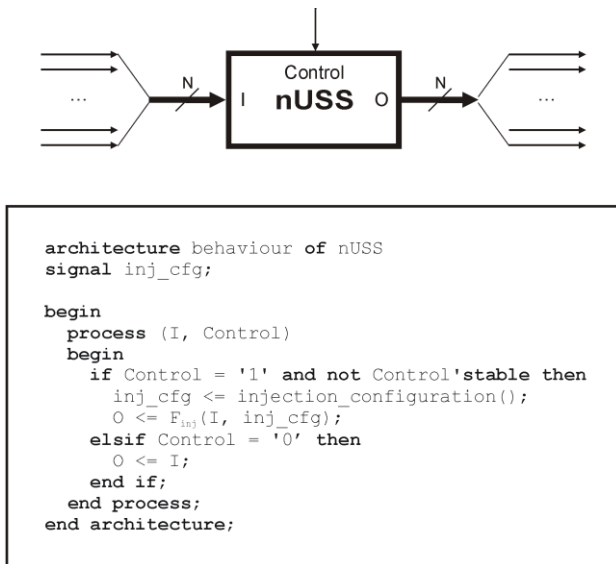 Control
N
I nUSS O
N
...
...
architecture behaviour of nUSS
signal inj_cfg;
begin
process (I, Control)
begin
if Control = '1' and not Control'stable then
inj_cfg <= injection_configuration();
O <= Finj(I, inj_cfg);
elsif Control = '0' then
O <= I;
end if;
end process;
end architecture;